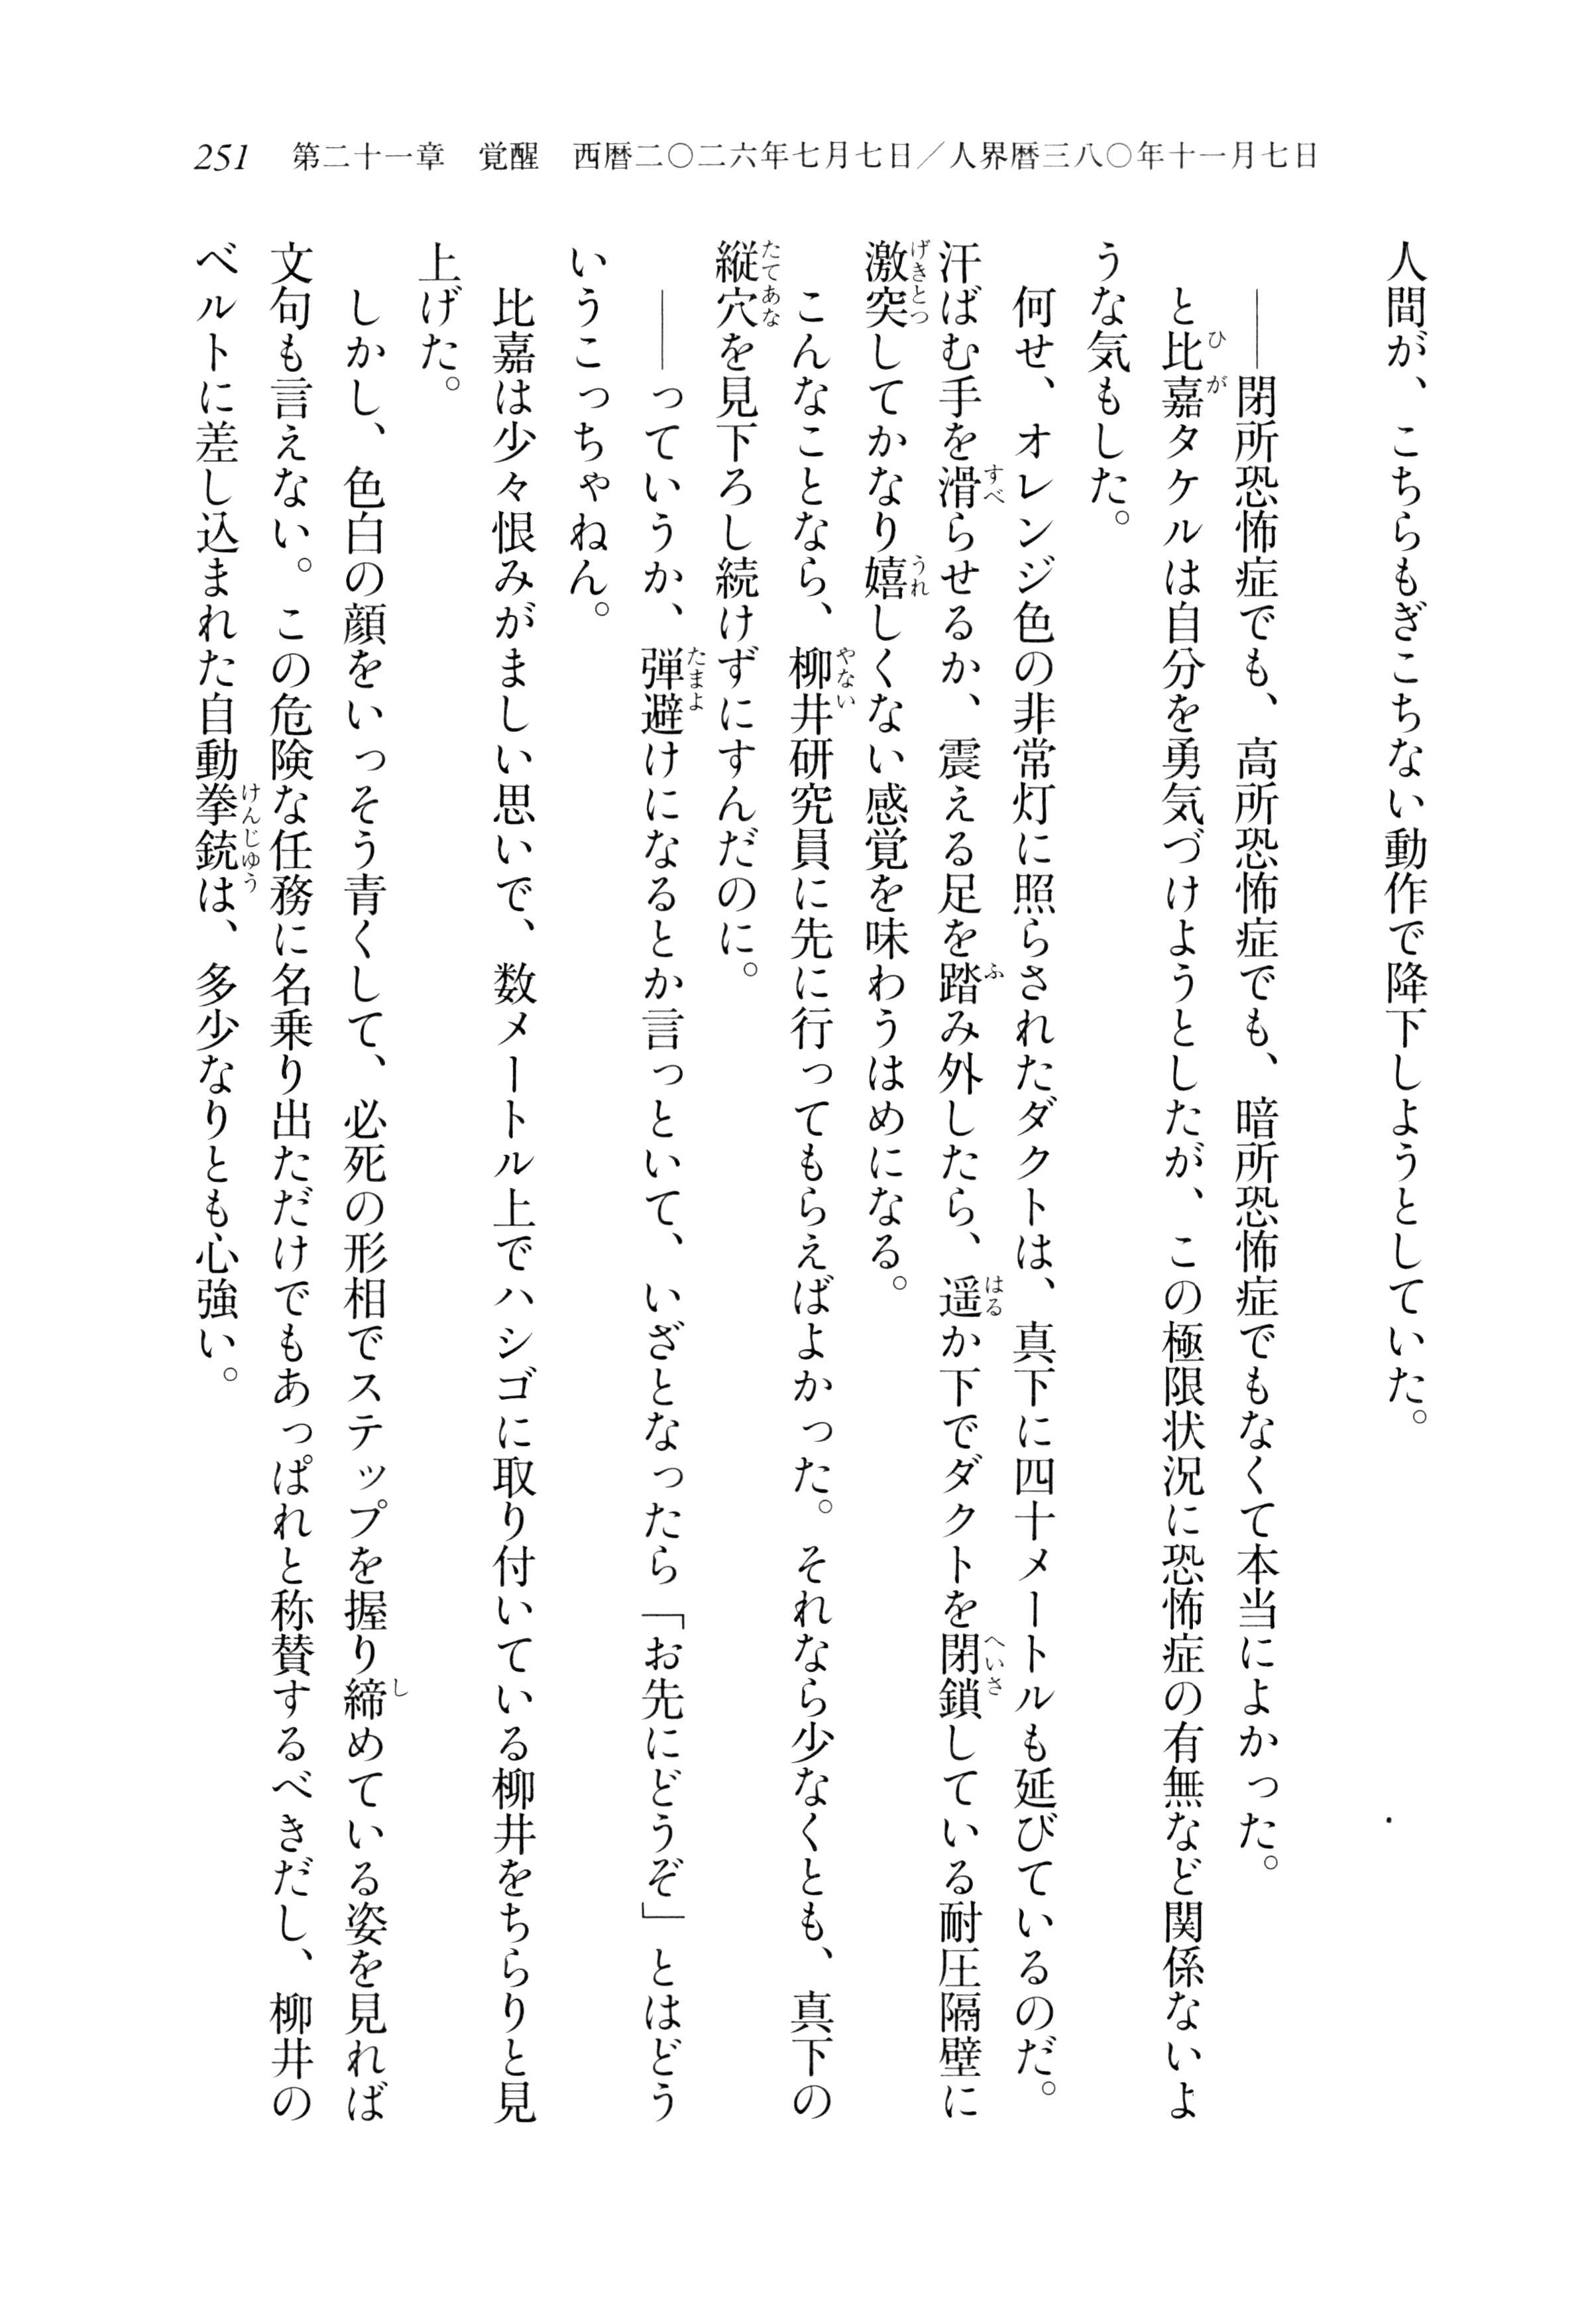 251 第二十一章 覚醒 西暦二〇二六年七月七日／人界暦三八〇年十一月七日
人間が、こちらもぎこちない動作で降下しようとしていた。
――閉所恐怖症でも、高所恐怖症でも、暗所恐怖症でもなくて本当によかった。
と比嘉タケルは自分を勇気づけようとしたが、この極限状況に恐怖症の有無など関係ないよ
うな気もした。
何せ、オレンジ色の非常灯に照らされたダクトは、真下に四十メートルも延びているのだ。
汗ばむ手を滑らせるか、震える足を踏み外したら、遥か下でダクトを閉鎖している耐圧隔壁に
激突してかなり嬉しくない感覚を味わうはめになる。
こんなことなら、柳井研究員に先に行ってもらえばよかった。それなら少なくとも、真下の
縦穴を見下ろし続けずにすんだのに。
――っていうか、弾避けになるとか言っといて、いざとなったら「お先にどうぞ」とはどう
いうこっちゃねん。
比嘉は少々恨みがましい思いで、数メートル上でハシゴに取り付いている柳井をちらりと見
上げた。
しかし、色白の顔をいっそう青くして、必死の形相でステップを握り締めている姿を見れば
文句も言えない。この危険な任務に名乗り出ただけでもあっぱれと称賛するべきだし、柳井の
ベルトに差し込まれた自動拳銃は、多少なりとも心強い。